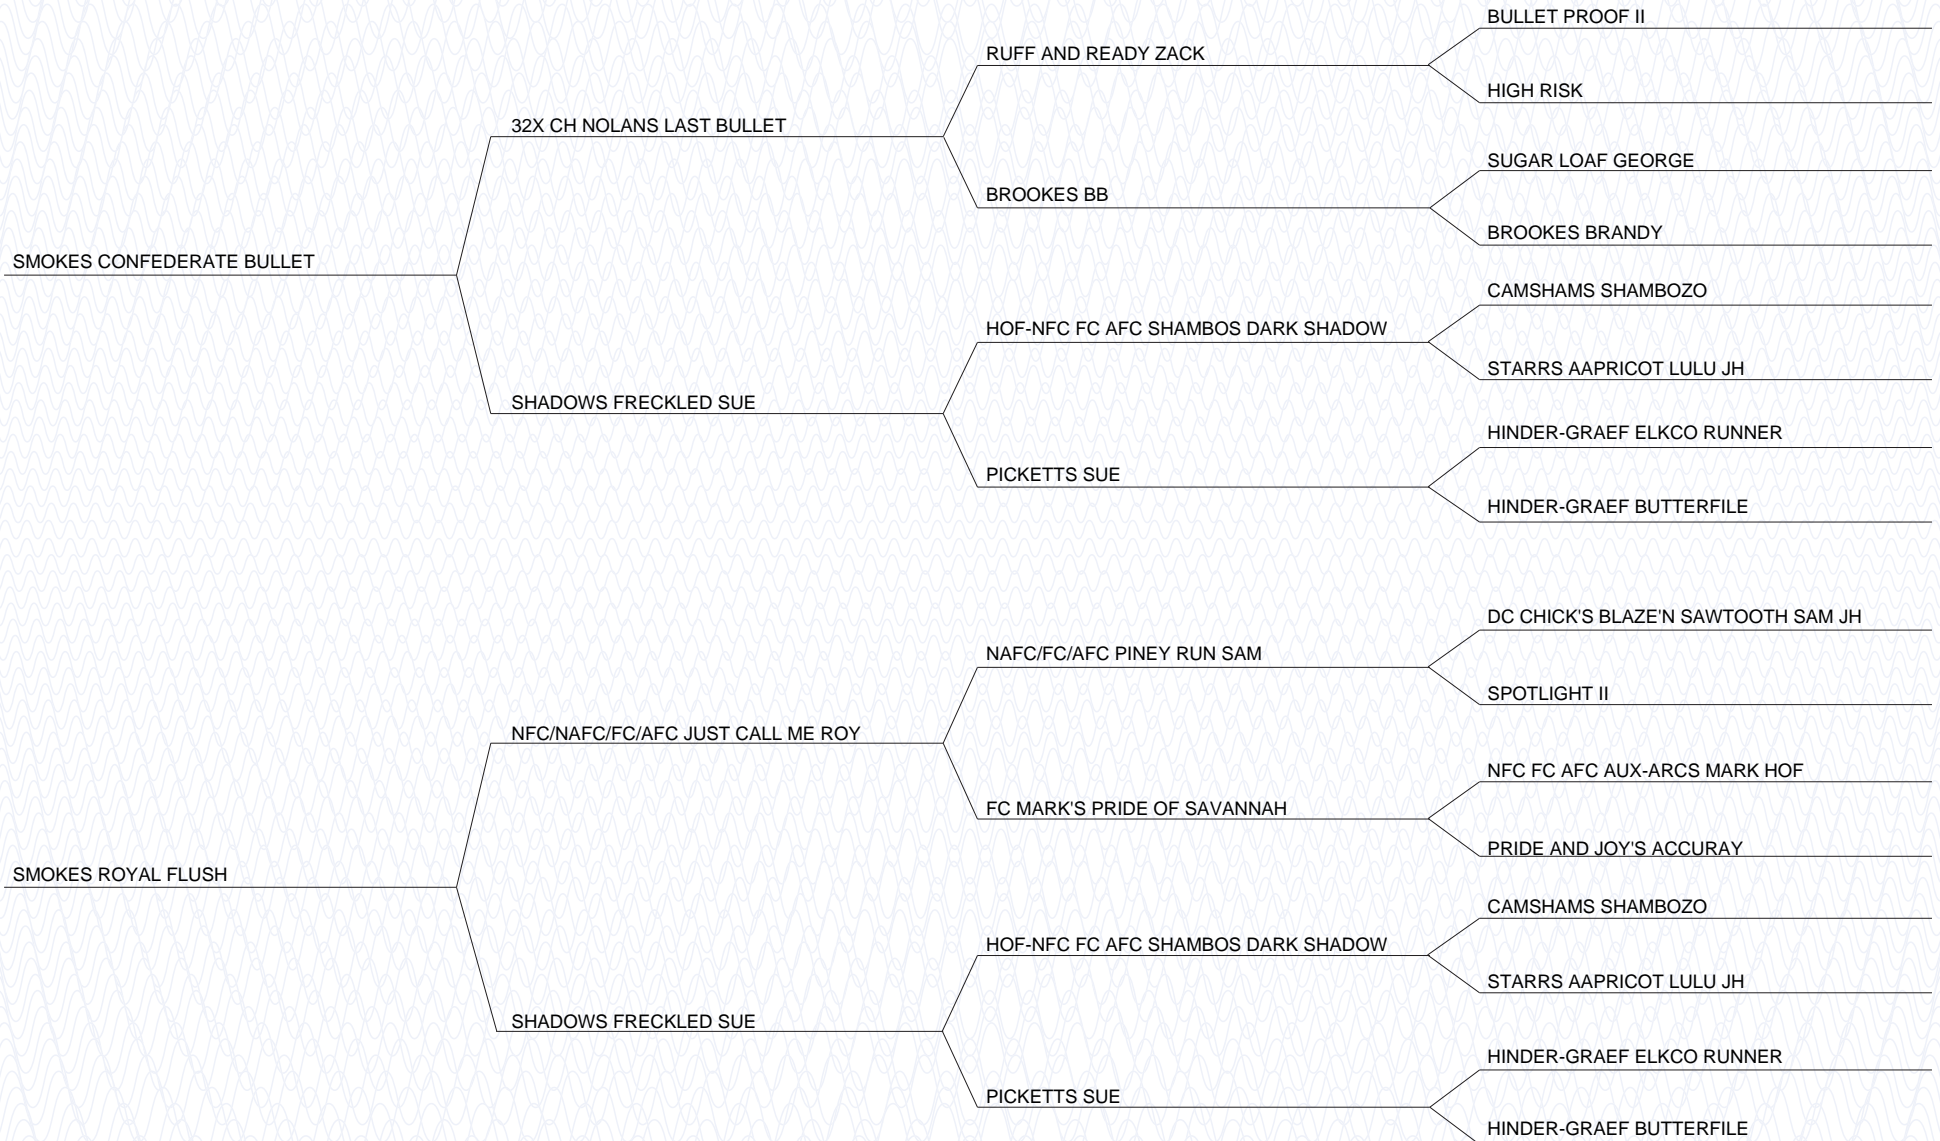 BULLET PROOF II
RUFF AND READY ZACK
HIGH RISK
32X CH NOLANS LAST BULLET
SUGAR LOAF GEORGE
BROOKES BB
BROOKES BRANDY
SMOKES CONFEDERATE BULLET
CAMSHAMS SHAMBOZO
HOF-NFC FC AFC SHAMBOS DARK SHADOW
STARRS AAPRICOT LULU JH
SHADOWS FRECKLED SUE
HINDER-GRAEF ELKCO RUNNER
PICKETTS SUE
HINDER-GRAEF BUTTERFILE
DC CHICK'S BLAZE'N SAWTOOTH SAM JH
NAFC/FC/AFC PINEY RUN SAM
SPOTLIGHT II
NFC/NAFC/FC/AFC JUST CALL ME ROY
NFC FC AFC AUX-ARCS MARK HOF
FC MARK'S PRIDE OF SAVANNAH
PRIDE AND JOY'S ACCURAY
SMOKES ROYAL FLUSH
CAMSHAMS SHAMBOZO
HOF-NFC FC AFC SHAMBOS DARK SHADOW
STARRS AAPRICOT LULU JH
SHADOWS FRECKLED SUE
HINDER-GRAEF ELKCO RUNNER
PICKETTS SUE
HINDER-GRAEF BUTTERFILE